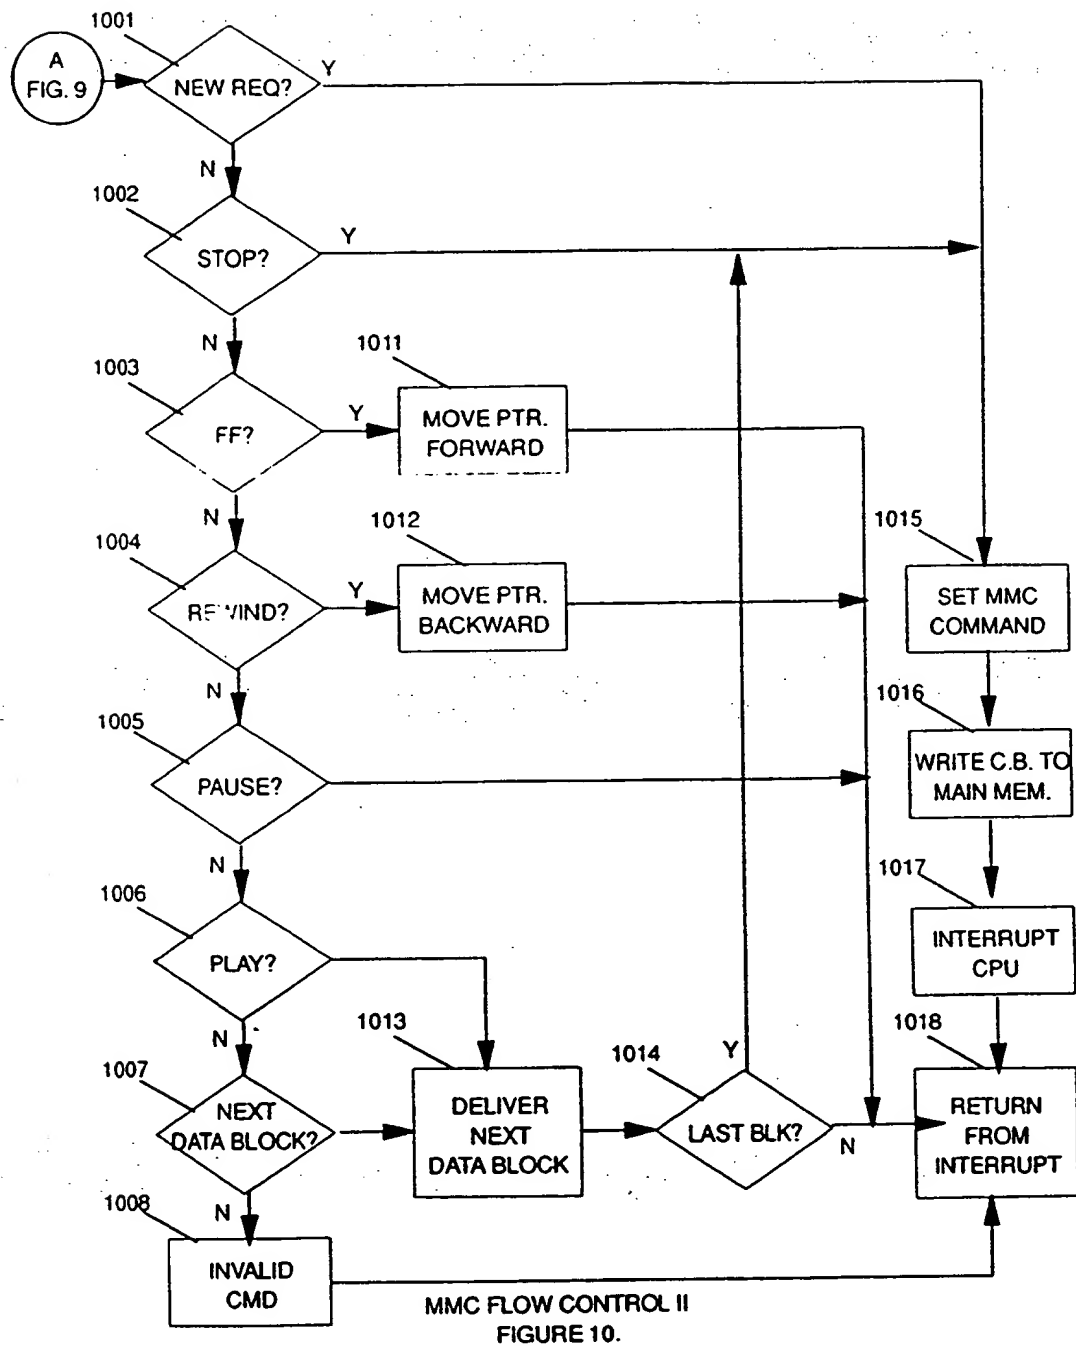 1001
A
FIG. 9
NEW REQ?
Y
N
1002
STOP?
Y
N
1003
FF?
Y
1011
MOVE PTR.
FORWARD
N
1004
REWIND?
Y
1012
MOVE PTR.
BACKWARD
N
1005
PAUSE?
N
1006
PLAY?
N
1007
NEXT
DATA BLOCK?
1013
DELIVER
NEXT
DATA BLOCK
1014
Y
LAST BLK?
N
1015
SET MMC
COMMAND
1016
WRITE C.B. TO
MAIN MEM.
1017
INTERRUPT
CPU
1018
RETURN
FROM
INTERRUPT
N
1008
INVALID
CMD
MMC FLOW CONTROL II
FIGURE 10.